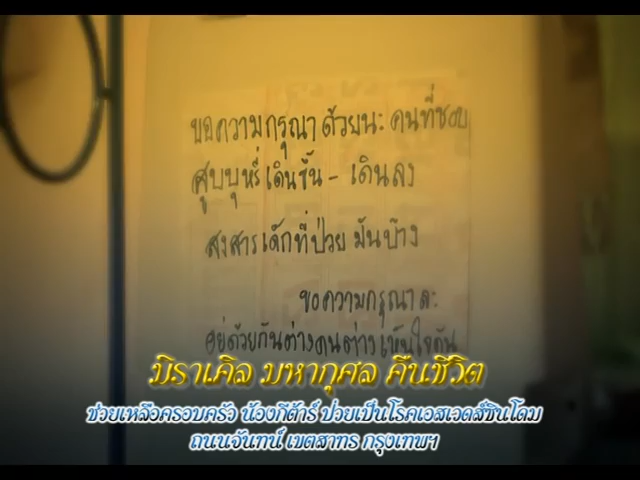 ขอความกรุณาด้วยนะ คนที่ชอบ
สูบบุหรี่ เดินขึ้น - เดินลง
สงสารเด็กที่ป่วย มันบ้าง
ขอความกรุณาละ
อยู่ด้วยกันต่างคนต่างเห็นใจกัน
มิราเคิล มหากุศล คืนชีวิต
ช่วยเหลือครอบครัว น้องกีต้าร์ ป่วยเป็นโรคเอสเวดส์ซินโดม
ถนนจันทน์ เขตสาทร กรุงเทพฯ